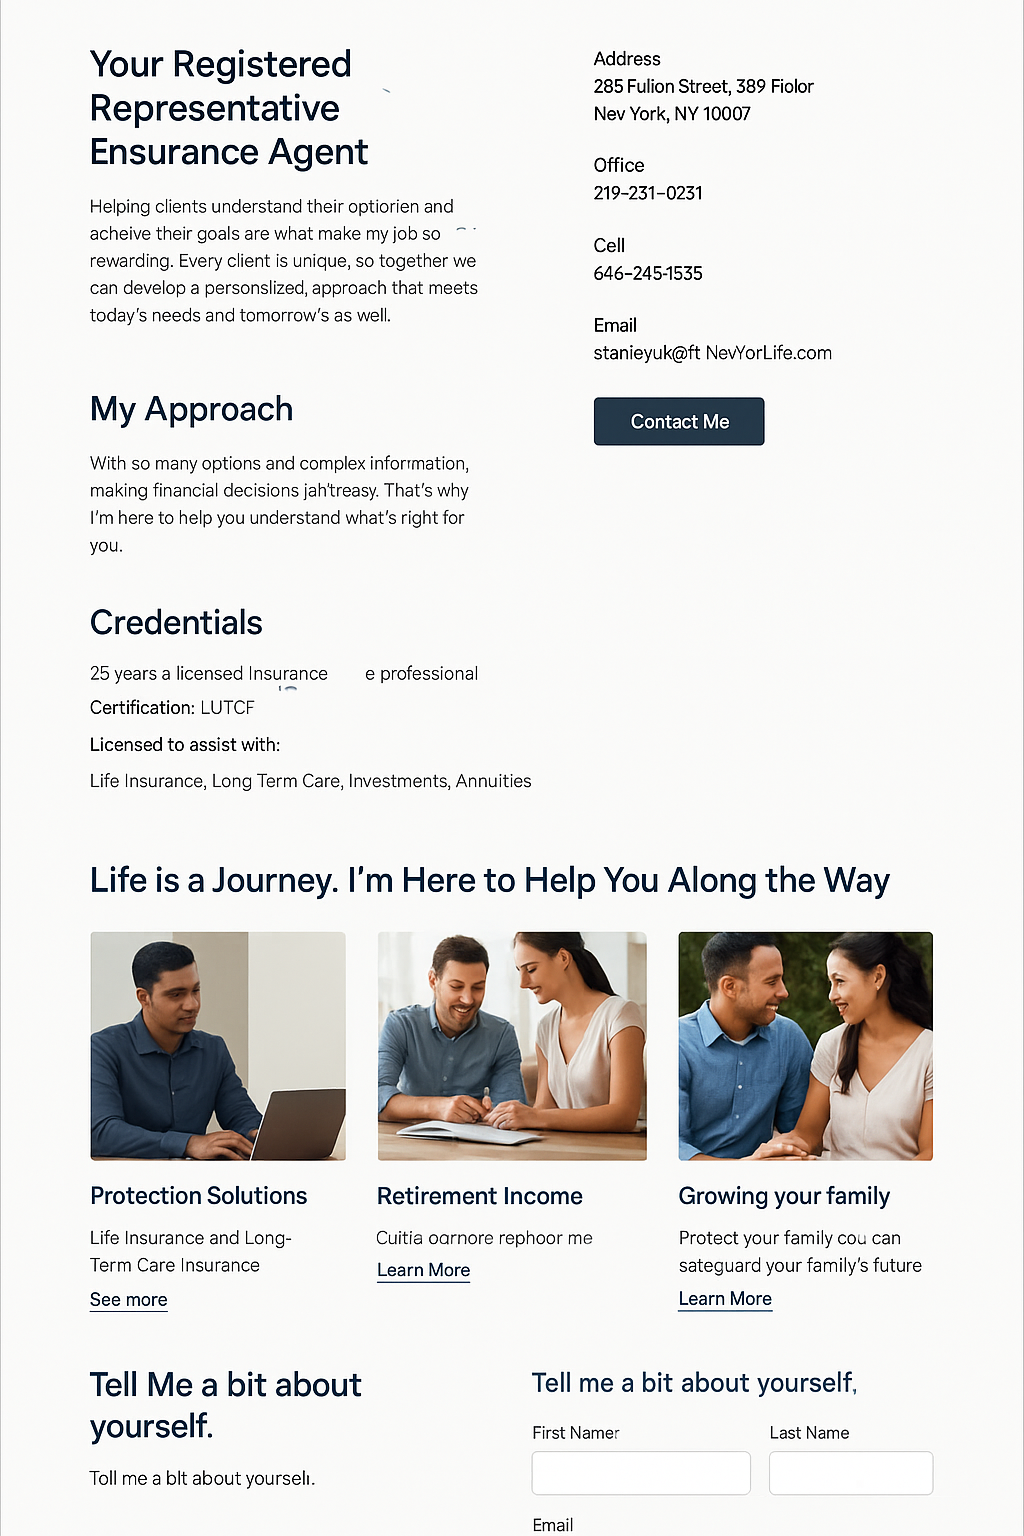 Your Registered
Representative
Ensurance Agent
Helping clients understand their optiorien and
acheive their goals are what make my job so
rewarding. Every client is unique, so together we
can develop a personslized, approach that meets
today's needs and tomorrow's as well.
My Approach
With so many options and complex information,
making financial decisions jah'treasy. That's why
I'm here to help you understand what's right for
you.
Credentials
25 years a licensed Insurance e professional
Certification: LUTCF
Licensed to assist with:
Life Insurance, Long Term Care, Investments, Annuities
Address
285 Fulion Street, 389 Fiolor
Nev York, NY 10007
Office
219-231-0231
Cell
646-245-1535
Email
stanieyuk@ft NevYorLife.com
Contact Me
Life is a Journey. I'm Here to Help You Along the Way
Protection Solutions
Life Insurance and Long-
Term Care Insurance
See more
Retirement Income
Cuitia oarnore rephoor me
Learn More
Growing your family
Protect your family cou can
sateguard your family's future
Learn More
Tell Me a bit about
yourself.
Toll me a blt about yourselı.
Tell me a bit about yourself,
First Namer
Last Name
Email